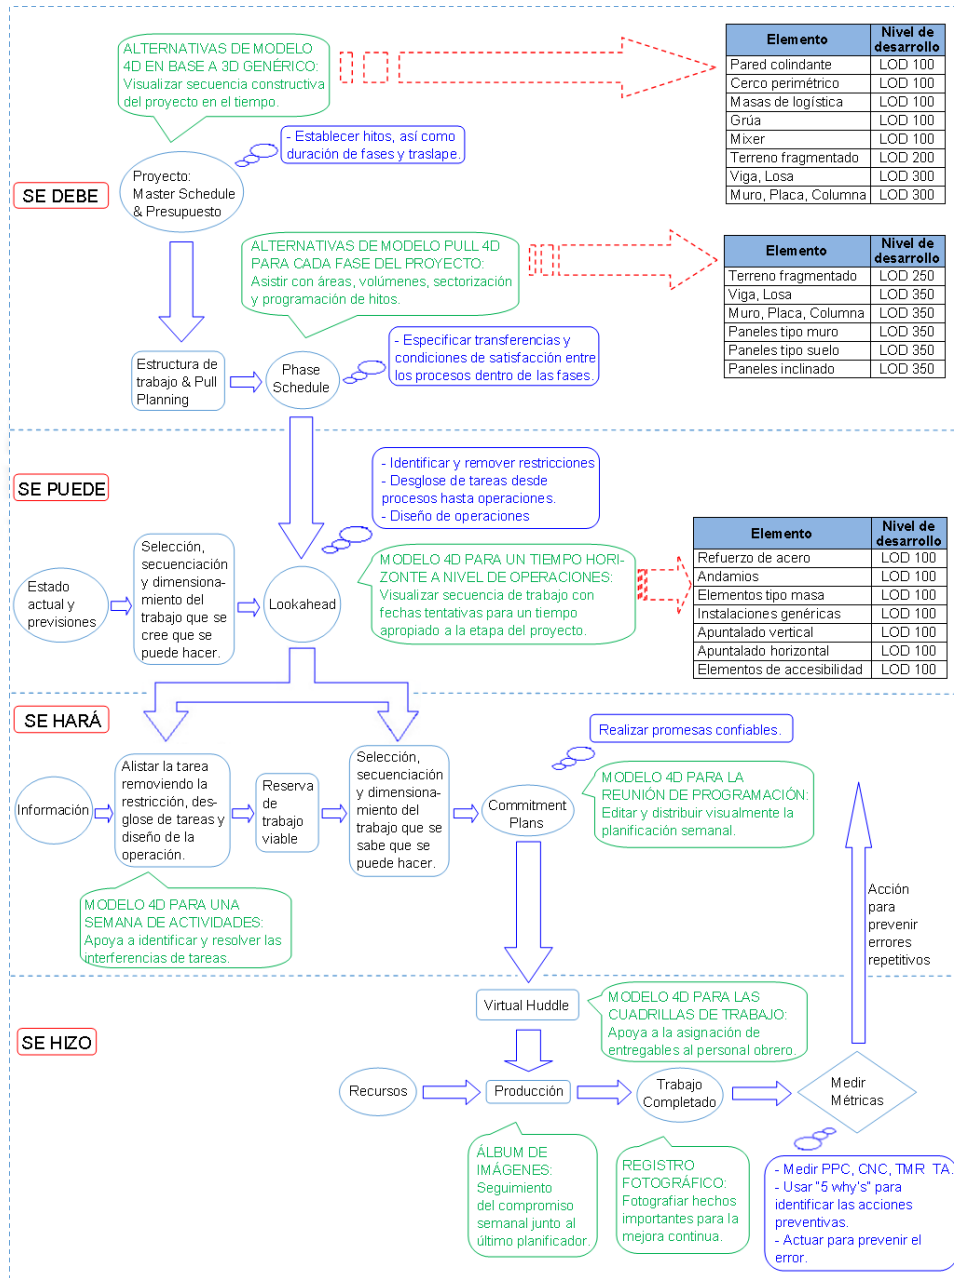 ALTERNATIVAS DE MODELO
4D EN BASE A 3D GENÉRICO:
Visualizar secuencia constructiva
del proyecto en el tiempo.
- Establecer hitos, así como
duración de fases y traslape.
Proyecto:
Master Schedule
& Presupuesto
SE DEBE
Elemento
Nivel de
desarrollo
Pared colindante LOD 100
Cerco perimétrico LOD 100
Masas de logística LOD 100
Grúa LOD 100
Mixer LOD 100
Terreno fragmentado LOD 200
Viga, Losa LOD 300
Muro, Placa, Columna LOD 300
ALTERNATIVAS DE MODELO PULL 4D
PARA CADA FASE DEL PROYECTO:
Asistir con áreas, volúmenes, sectorización
y programación de hitos.
Elemento
Nivel de
desarrollo
Terreno fragmentado LOD 250
Viga, Losa LOD 350
Muro, Placa, Columna LOD 350
Paneles tipo muro LOD 350
Paneles tipo suelo LOD 350
Paneles inclinado LOD 350
- Especificar transferencias y
condiciones de satisfacción entre
los procesos dentro de las fases.
Estructura de
trabajo & Pull
Planning
Phase
Schedule
SE PUEDE
- Identificar y remover restricciones
- Desglose de tareas desde
procesos hasta operaciones.
- Diseño de operaciones
Estado
actual y
previsiones
Selección,
secuenciación
y dimensiona-
miento del
trabajo que se
cree que se
puede hacer.
Lookahead
MODELO 4D PARA UN TIEMPO HORI-
ZONTE A NIVEL DE OPERACIONES:
Visualizar secuencia de trabajo con
fechas tentativas para un tiempo
apropiado a la etapa del proyecto.
Elemento
Nivel de
desarrollo
Refuerzo de acero LOD 100
Andamios LOD 100
Elementos tipo masa LOD 100
Instalaciones genéricas LOD 100
Apuntalado vertical LOD 100
Apuntalado horizontal LOD 100
Elementos de accesibilidad LOD 100
SE HARÁ
Realizar promesas confiables.
Información
Alistar la tarea
removiendo la
restricción, des-
glose de tareas y
diseño de la
operación.
Reserva
de
trabajo
viable
Selección,
secuenciación
y dimensiona-
miento del
trabajo que se
sabe que se
puede hacer.
Commitment
Plans
MODELO 4D PARA LA
REUNIÓN DE PROGRAMACIÓN:
Editar y distribuir visualmente la
planificación semanal.
MODELO 4D PARA UNA
SEMANA DE ACTIVIDADES:
Apoya a identificar y resolver las
interferencias de tareas.
Acción
para
prevenir
errores
repetitivos
SE HIZO
Virtual Huddle
MODELO 4D PARA LAS
CUADRILLAS DE TRABAJO:
Apoya a la asignación de
entregables al personal obrero.
Recursos
Producción
Trabajo
Completado
Medir
Métricas
ÁLBUM DE
IMÁGENES:
Seguimiento
del compromiso
semanal junto al
último planificador.
REGISTRO
FOTOGRÁFICO:
Fotografiar hechos
importantes para la
mejora continua.
- Medir PPC, CNC, TMR TA.
- Usar "5 why's" para
identificar las acciones
preventivas.
- Actuar para prevenir el
error.